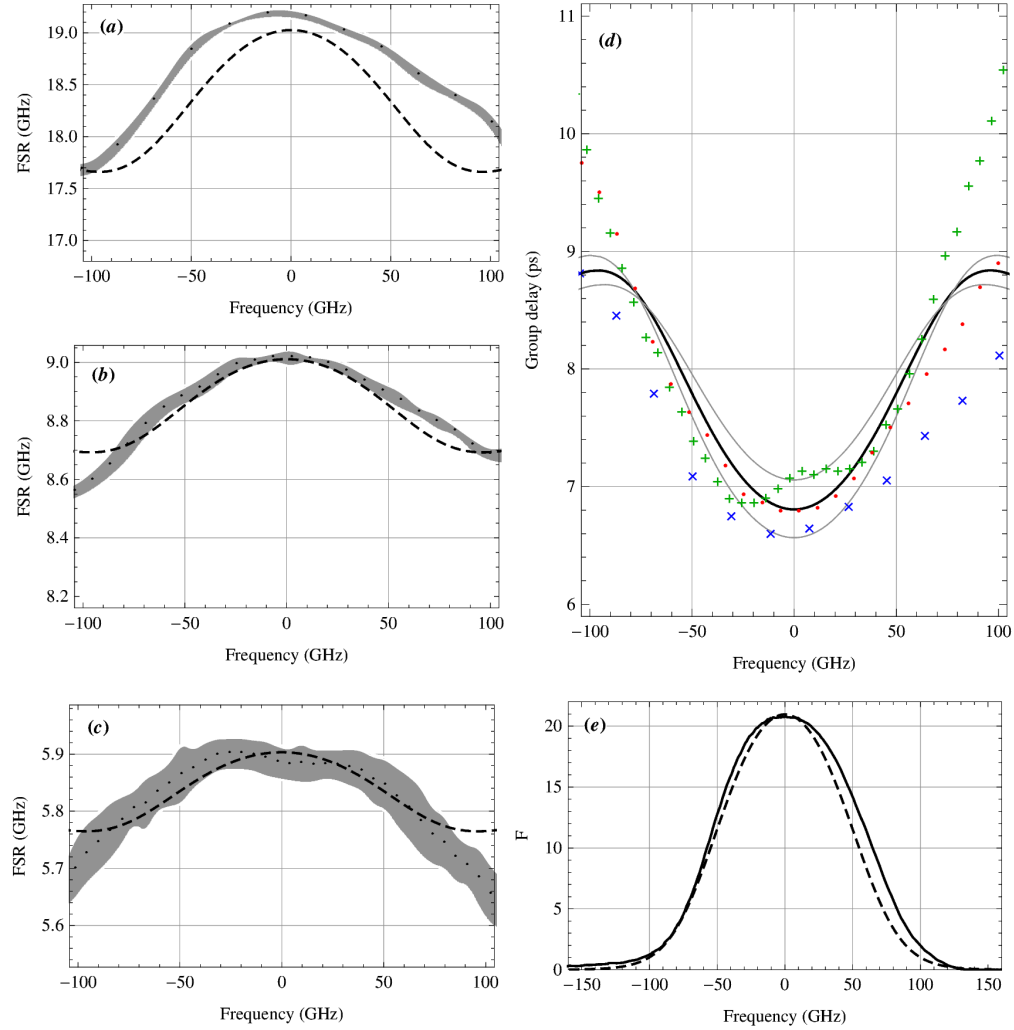 (a)
19.0
18.5
18.0
17.5
17.0
FSR (GHz)
−100 −50 0 50 100
Frequency (GHz)
(b)
9.0
8.8
8.6
8.4
8.2
FSR (GHz)
−100 −50 0 50 100
Frequency (GHz)
(c)
5.9
5.8
5.7
5.6
FSR (GHz)
−100 −50 0 50 100
Frequency (GHz)
(d)
11
10
9
8
7
6
Group delay (ps)
−100 −50 0 50 100
Frequency (GHz)
(e)
20
15
10
5
0
F
−150 −100 −50 0 50 100 150
Frequency (GHz)